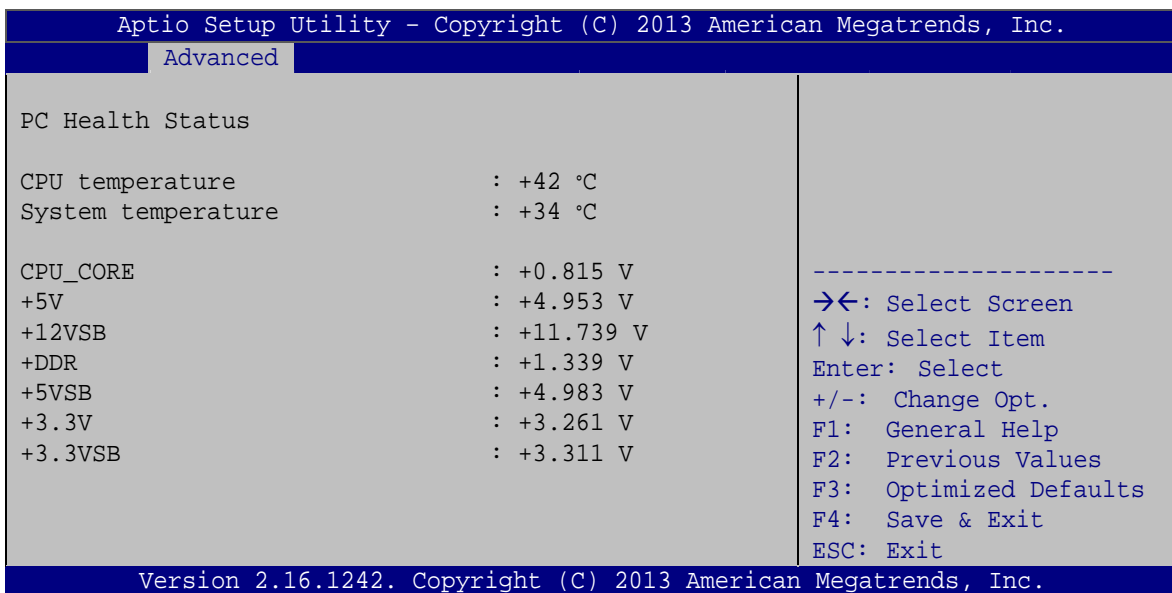 Aptio Setup Utility – Copyright (C) 2013 American Megatrends, Inc.
Advanced
PC Health Status
CPU temperature : +42 °C
System temperature : +34 °C
CPU_CORE : +0.815 V
+5V : +4.953 V
+12VSB : +11.739 V
+DDR : +1.339 V
+5VSB : +4.983 V
+3.3V : +3.261 V
+3.3VSB : +3.311 V
---------------------
→←: Select Screen
↑ ↓: Select Item
Enter: Select
+/-: Change Opt.
F1: General Help
F2: Previous Values
F3: Optimized Defaults
F4: Save & Exit
ESC: Exit
Version 2.16.1242. Copyright (C) 2013 American Megatrends, Inc.